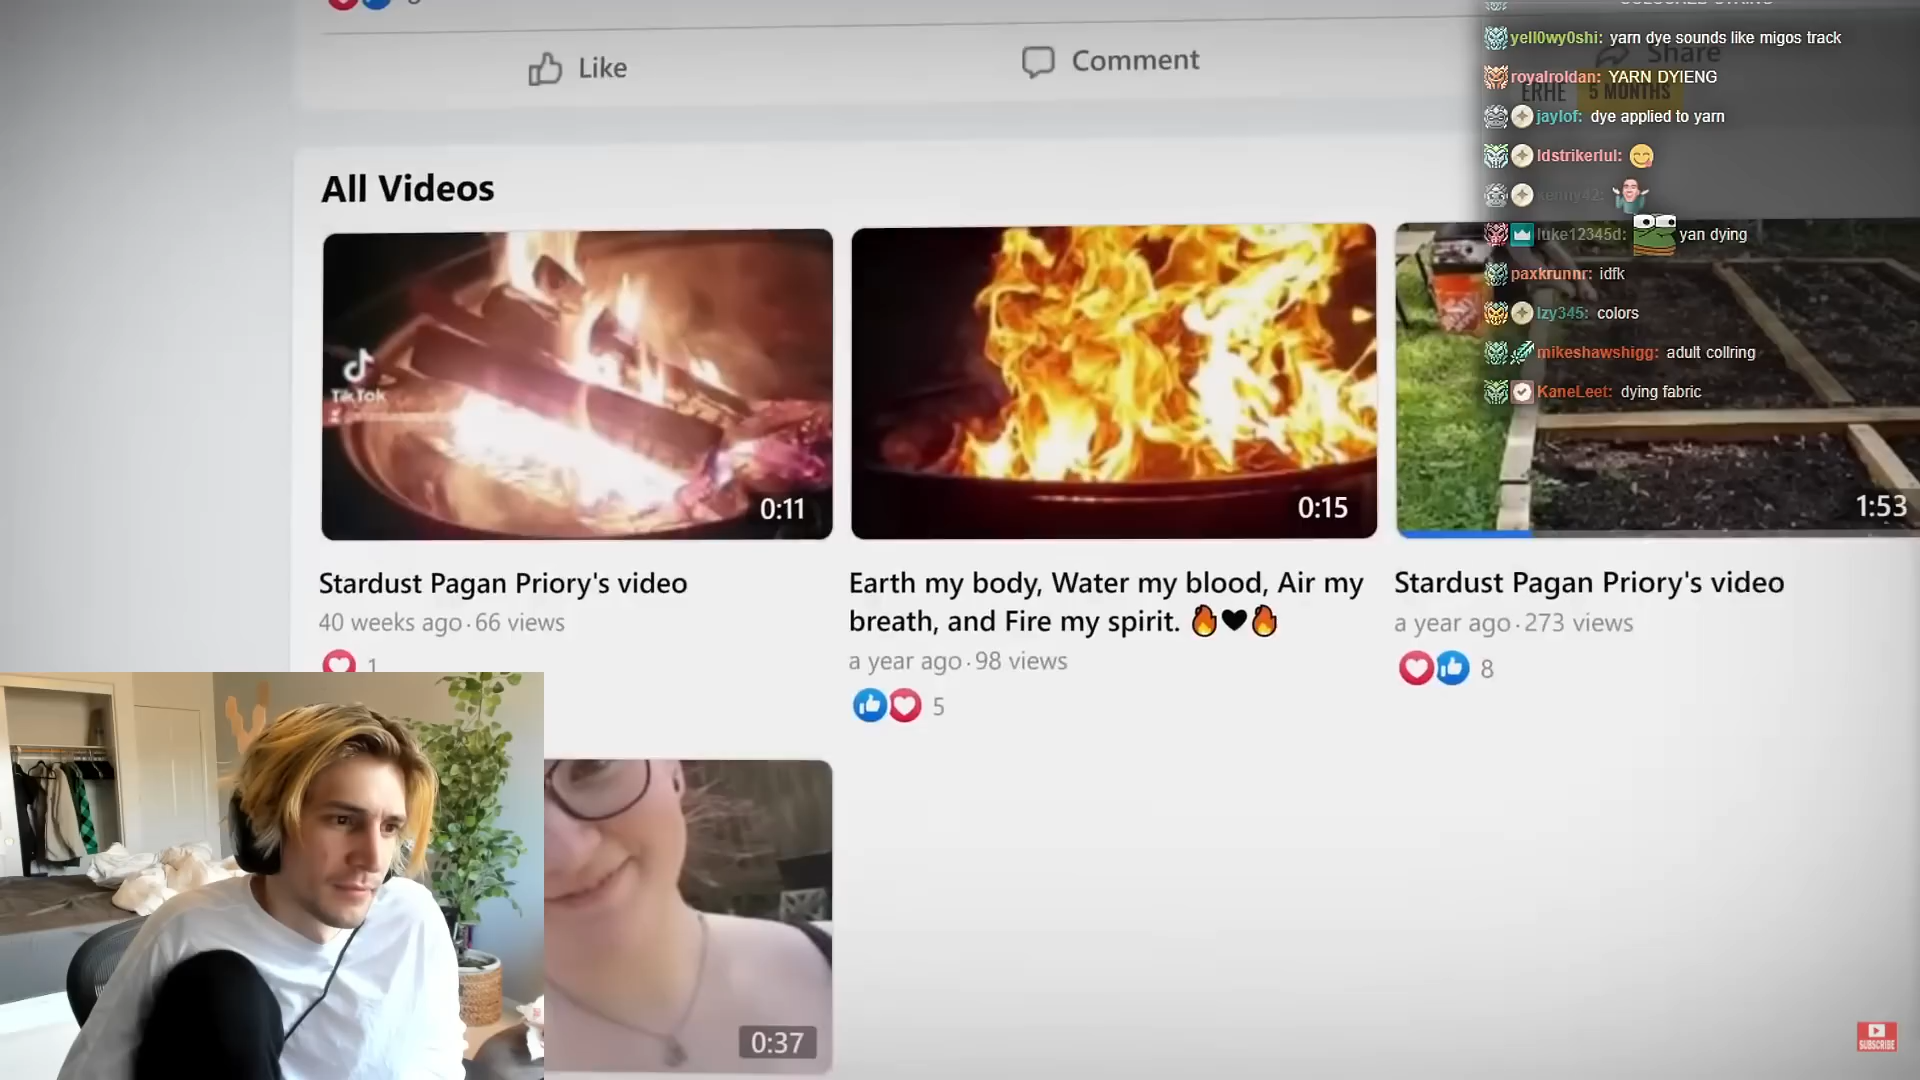 Like
Comment
Share
yell0wy0shi: yarn dye sounds like migos track
royalroldan: YARN DYIENG
ERHE 5 MONTHS
jaylof: dye applied to yarn
ldstrikerlul:
kenny42:
luke12345d: yan dying
paxkrunnr: idfk
lzy345: colors
mikeshawshigg: adult collring
KaneLeet: dying fabric
All Videos
TikTok
0:11
0:15
1:53
Stardust Pagan Priory's video
40 weeks ago · 66 views
1
Earth my body, Water my blood, Air my
breath, and Fire my spirit. 🔥🖤🔥
a year ago · 98 views
5
Stardust Pagan Priory's video
a year ago · 273 views
8
0:37
SUBSCRIBE